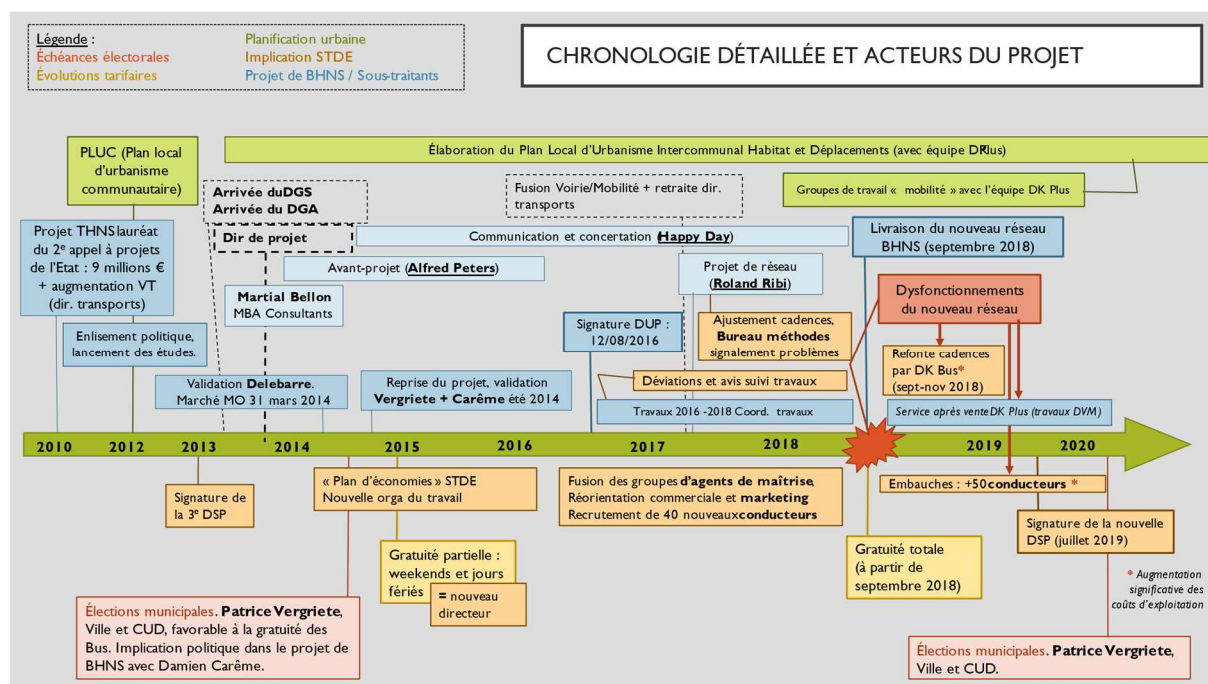 Légende :
Échéances électorales
Évolutions tarifaires
Planification urbaine
Implication STDE
Projet de BHNS / Sous-traitants
CHRONOLOGIE DÉTAILLÉE ET ACTEURS DU PROJET
PLUC (Plan local
d'urbanisme
communautaire)
Élaboration du Plan Local d'Urbanisme Intercommunal Habitat et Déplacements (avec équipe DK Plus)
Arrivée du DGS
Arrivée du DGA
Fusion Voirie/Mobilité + retraite dir.
transports
Groupes de travail « mobilité » avec l'équipe DK Plus
Projet THNS lauréat
du 2e appel à projets
de l'Etat : 9 millions €
+ augmentation VT
(dir. transports)
Dir de projet
Communication et concertation (Happy Day)
Livraison du nouveau réseau
BHNS (septembre 2018)
Avant-projet (Alfred Peters)
Projet de réseau
(Roland Ribi)
Martial Bellon
MBA Consultants
Dysfonctionnements
du nouveau réseau
Enlisement politique,
lancement des études.
Signature DUP :
12/08/2016
Ajustement cadences,
Bureau méthodes
signalement problèmes
Refonte cadences
par DK Bus*
(sept-nov 2018)
Validation Delebarre.
Marché MO 31 mars 2014
Reprise du projet, validation
Vergriete + Carême été 2014
Déviations et avis suivi travaux
Travaux 2016 -2018 Coord. travaux
Service après vente DK Plus (travaux DVM)
2010 2012 2013 2014 2015 2016 2017 2018 2019 2020
Signature de
la 3e DSP
« Plan d'économies » STDE
Nouvelle orga du travail
Fusion des groupes d'agents de maîtrise,
Réorientation commerciale et marketing
Recrutement de 40 nouveaux conducteurs
Embauches : +50 conducteurs *
Signature de la nouvelle
DSP (juillet 2019)
Gratuité partielle :
weekends et jours
fériés
= nouveau
directeur
Gratuité totale
(à partir de
septembre 2018)
* Augmentation
significative des
coûts d'exploitation
Élections municipales. Patrice Vergriete,
Ville et CUD, favorable à la gratuité des
Bus. Implication politique dans le projet de
BHNS avec Damien Carême.
Élections municipales. Patrice Vergriete,
Ville et CUD.